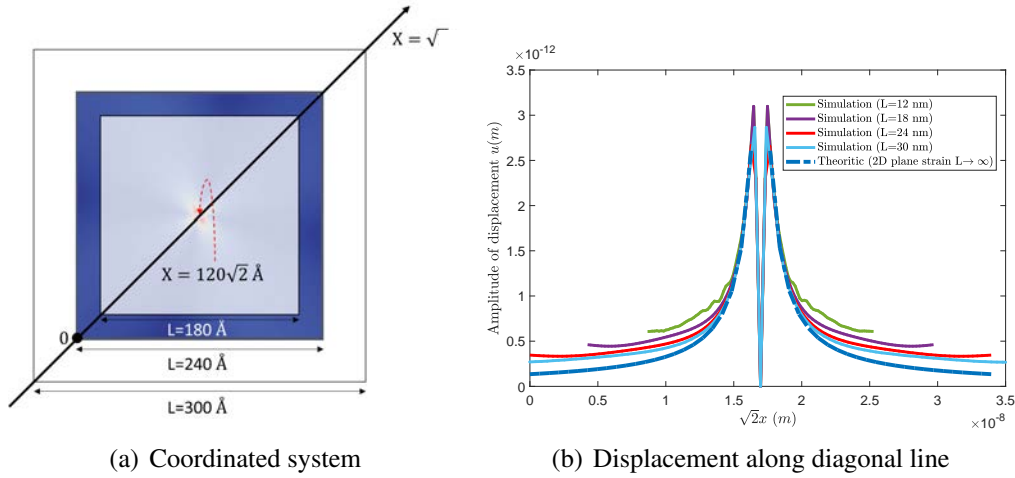 X = √
X = 120√2 Å
0
L=180 Å
L=240 Å
L=300 Å
(a) Coordinated system
×10⁻¹²
3.5
3
2.5
2
1.5
1
0.5
0
Amplitude of displacement u(m)
Simulation (L=12 nm)
Simulation (L=18 nm)
Simulation (L=24 nm)
Simulation (L=30 nm)
Theoritic (2D plane strain L→ ∞)
0 0.5 1 1.5 2 2.5 3 3.5
√2x (m)
×10⁻⁸
(b) Displacement along diagonal line